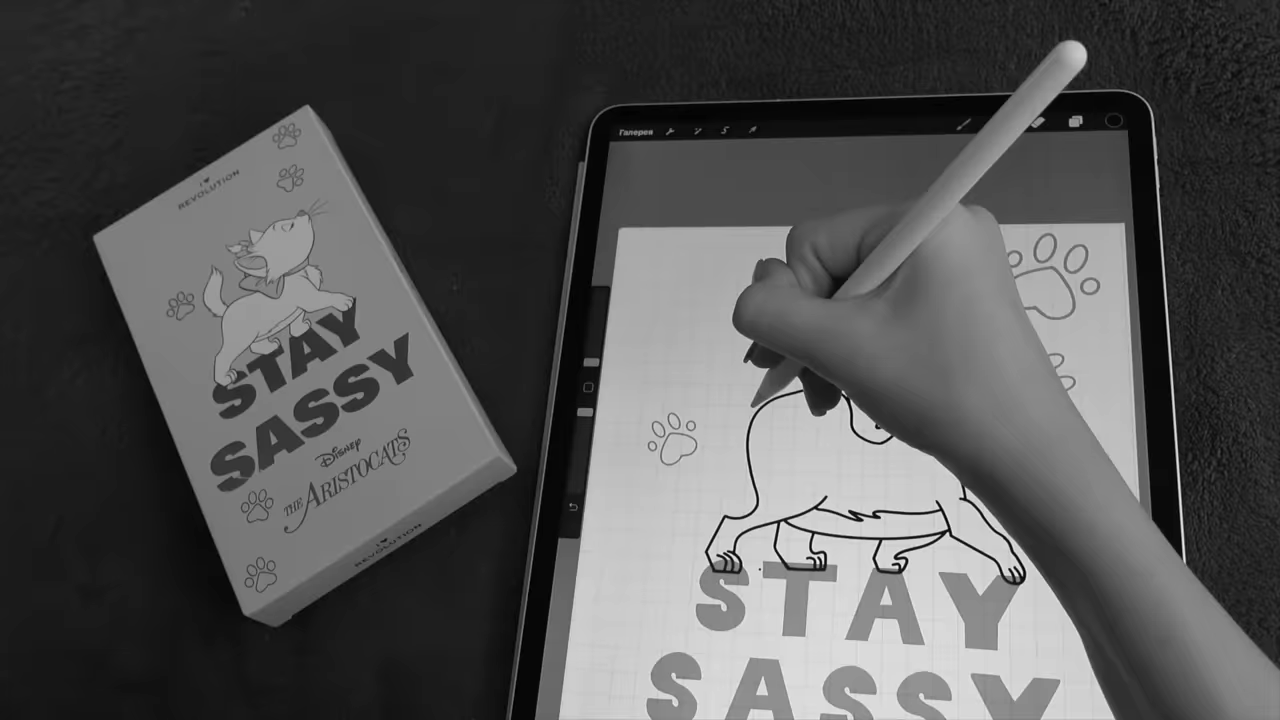 I
REVOLUTION
STAY
SASSY
Disney
THE ARISTOCATS
I
REVOLUTION
Галерея
STAY
SASSY